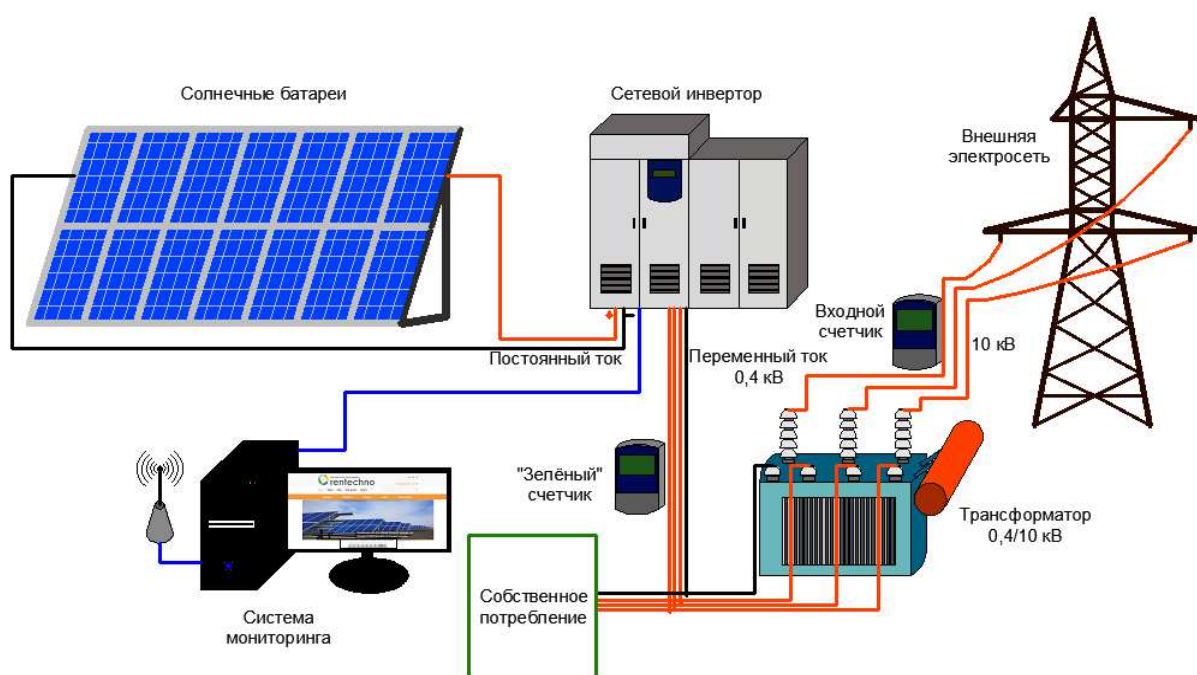 Солнечные батареи
Сетевой инвертор
Внешняя
электросеть
Входной
счетчик
10 кВ
Постоянный ток
Переменный ток
0,4 кВ
"Зелёный"
счетчик
rentechno
Трансформатор
0,4/10 кВ
Собственное
потребление
Система
мониторинга